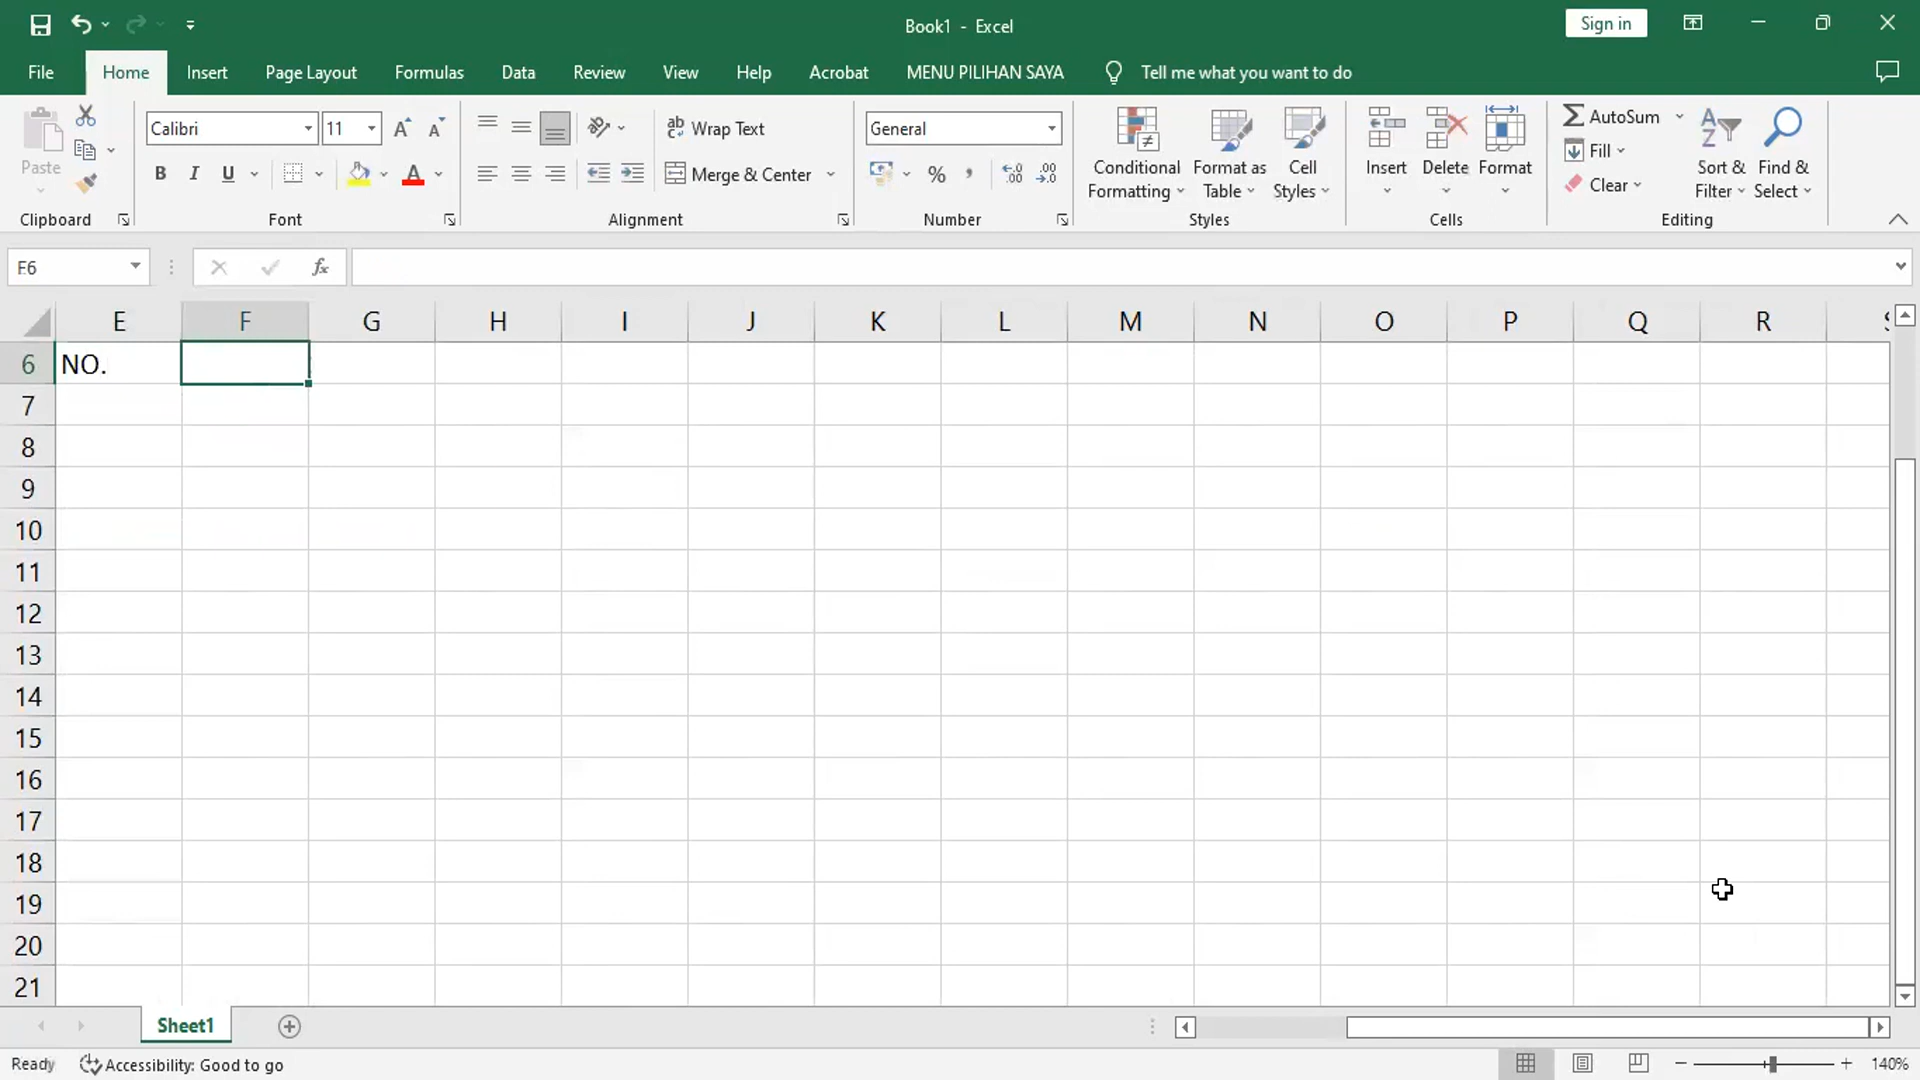 Book1 - Excel
Sign in
File Home Insert Page Layout Formulas Data Review View Help Acrobat MENU PILIHAN SAYA Tell me what you want to do
Paste
Clipboard
Calibri 11
B I U A
Font
ab Wrap Text
Merge & Center
Alignment
General
% , .00
Number
Conditional Formatting
Format as Table
Cell Styles
Styles
Insert Delete Format
Cells
AutoSum
Fill
Clear
Sort & Filter
Find & Select
Editing
F6 fx
E F G H I J K L M N O P Q R
6 NO.
7
8
9
10
11
12
13
14
15
16
17
18
19
20
21
Sheet1
Ready Accessibility: Good to go 140%